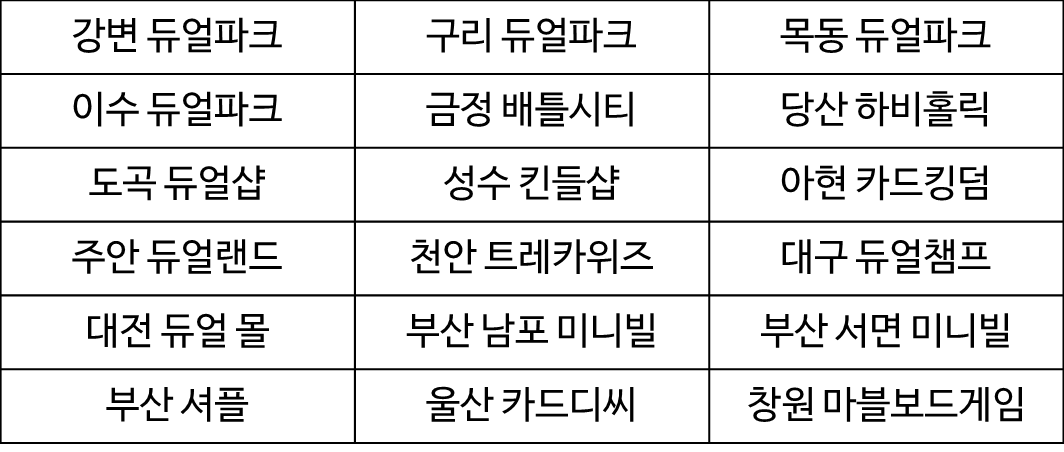 강변 듀얼파크 구리 듀얼파크 목동 듀얼파크
이수 듀얼파크 금정 배틀시티 당산 하비홀릭
도곡 듀얼샵 성수 킨들샵 아현 카드킹덤
주안 듀얼랜드 천안 트레카위즈 대구 듀얼챔프
대전 듀얼 몰 부산 남포 미니빌 부산 서면 미니빌
부산 셔플 울산 카드디씨 창원 마블보드게임